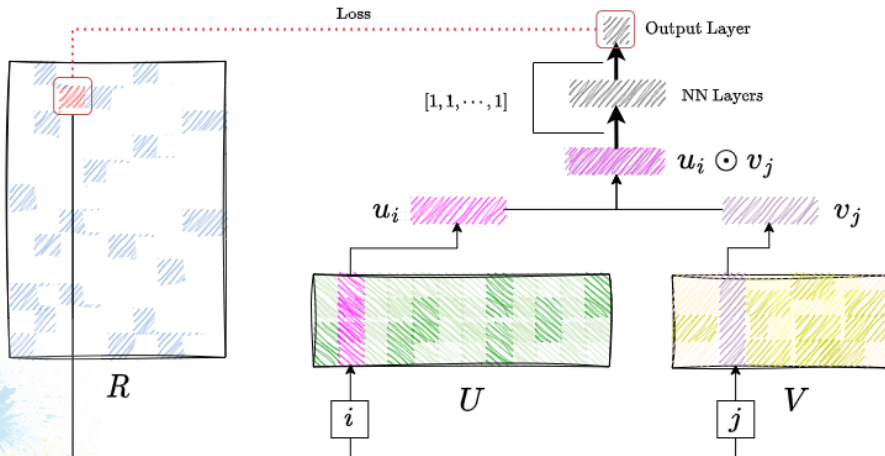 Loss
Output Layer
[1, 1, ⋯, 1]
NN Layers
u_i ⊙ v_j
u_i
v_j
R
i
U
j
V